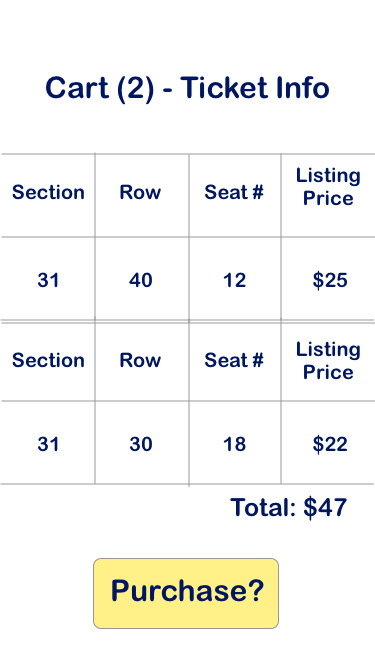 Cart (2) - Ticket Info
Section Row Seat # Listing Price
31 40 12 $25
Section Row Seat # Listing Price
31 30 18 $22
Total: $47
Purchase?